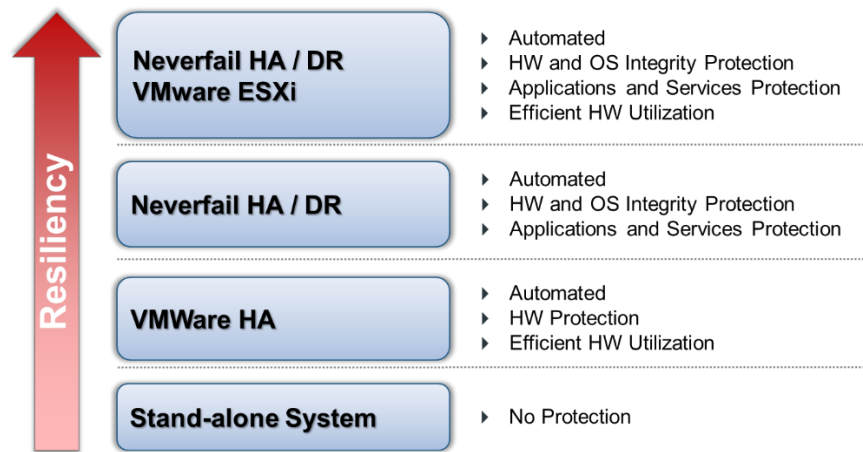 Resiliency
Neverfail HA / DR
VMware ESXi
Automated
HW and OS Integrity Protection
Applications and Services Protection
Efficient HW Utilization
Neverfail HA / DR
Automated
HW and OS Integrity Protection
Applications and Services Protection
VMWare HA
Automated
HW Protection
Efficient HW Utilization
Stand-alone System
No Protection